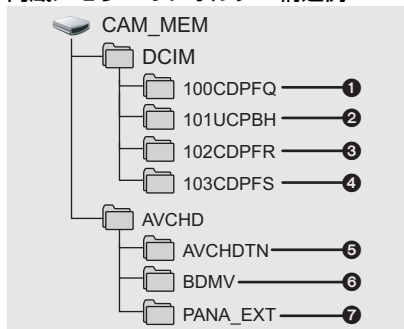 CAM_MEM
DCIM
100CDPFQ ❶
101UCPBH ❷
102CDPFR ❸
103CDPFS ❹
AVCHD
AVCHDTN ❺
BDMV ❻
PANA_EXT ❼